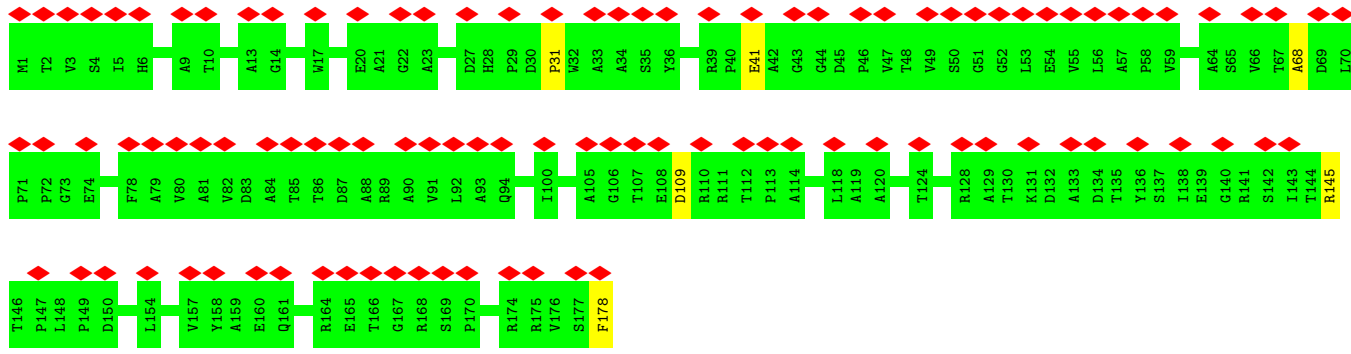 M1 T2 V3 S4 I5 H6 A9 T10 A13 G14 W17 E20 A21 G22 A23 D27 H28 P29 D30 P31 W32 A33 A34 S35 Y36 R39 P40 E41 A42 G43 G44 D45 P46 V47 T48 V49 S50 G51 G52 L53 E54 V55 L56 A57 P58 V59 A64 S65 V66 T67 A68 D69 L70
P71 P72 G73 E74 F78 A79 V80 A81 V82 D83 A84 T85 T86 D87 A88 R89 A90 V91 L92 A93 Q94 I100 A105 G106 T107 E108 D109 R110 R111 T112 P113 A114 L118 A119 A120 T124 R128 A129 T130 K131 D132 A133 D134 T135 Y136 S137 I138 E139 G140 R141 S142 I143 T144 R145
T146 P147 L148 P149 D150 L154 V157 Y158 A159 E160 Q161 R164 E165 T166 G167 R168 S169 P170 R174 R175 V176 S177 F178